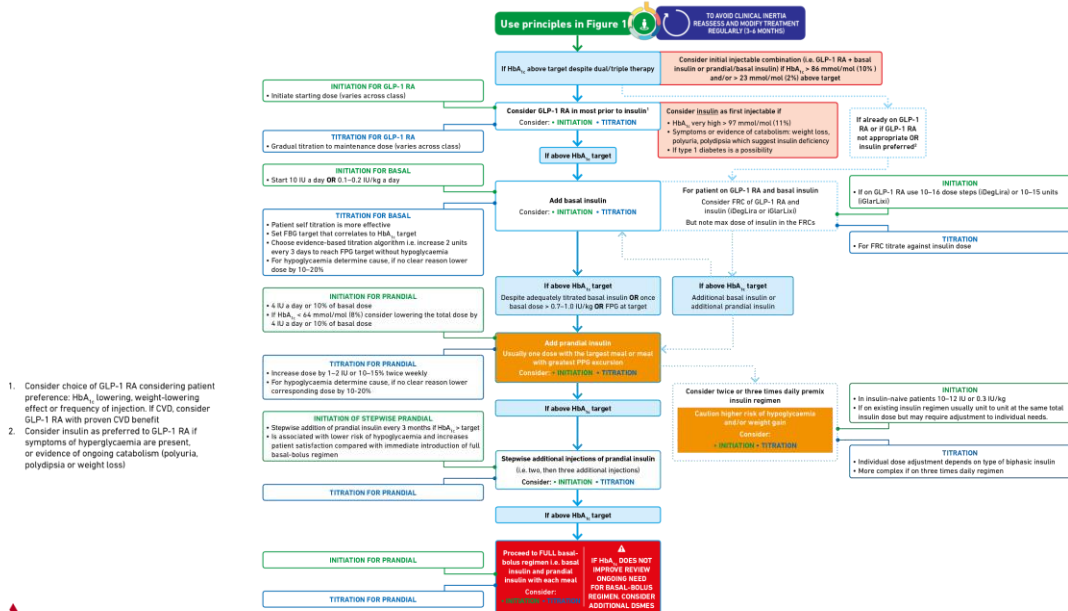 Use principles in Figure 1
TO AVOID CLINICAL INERTIA
REASSESS AND MODIFY TREATMENT
REGULARLY (3-6 MONTHS)
If HbA1c above target despite dual/triple therapy
Consider initial injectable combination (i.e. GLP-1 RA + basal
insulin or prandial/basal insulin) if HbA1c > 86 mmol/mol (10% )
and/or > 23 mmol/mol (2%) above target
INITIATION FOR GLP-1 RA
• Initiate starting dose (varies across class)
TITRATION FOR GLP-1 RA
• Gradual titration to maintenance dose (varies across class)
Consider GLP-1 RA in most prior to insulin1
Consider: • INITIATION • TITRATION
Consider insulin as first injectable if
• HbA1c very high > 97 mmol/mol (11%)
• Symptoms or evidence of catabolism: weight loss,
polyuria, polydipsia which suggest insulin deficiency
• If type 1 diabetes is a possibility
If already on GLP-1
RA or if GLP-1 RA
not appropriate OR
insulin preferred2
If above HbA1c target
INITIATION FOR BASAL
• Start 10 IU a day OR 0.1–0.2 IU/kg a day
TITRATION FOR BASAL
• Patient self titration is more effective
• Set FBG target that correlates to HbA1c target
• Choose evidence-based titration algorithm i.e. increase 2 units
every 3 days to reach FPG target without hypoglycaemia
• For hypoglycaemia determine cause, if no clear reason lower
dose by 10–20%
Add basal insulin
Consider: • INITIATION • TITRATION
For patient on GLP-1 RA and basal insulin
Consider FRC of GLP-1 RA and
insulin (iDegLira or iGlarLixi)
But note max dose of insulin in the FRCs
INITIATION
• If on GLP-1 RA use 10–16 dose steps (iDegLira) or 10–15 units
(iGlarLixi)
TITRATION
• For FRC titrate against insulin dose
If above HbA1c target
Despite adequately titrated basal insulin OR once
basal dose > 0.7–1.0 IU/kg OR FPG at target
If above HbA1c target
Additional basal insulin or
additional prandial insulin
INITIATION FOR PRANDIAL
• 4 IU a day or 10% of basal dose
• If HbA1c < 64 mmol/mol (8%) consider lowering the total dose by
4 IU a day or 10% of basal dose
TITRATION FOR PRANDIAL
• Increase dose by 1–2 IU or 10–15% twice weekly
• For hypoglycaemia determine cause, if no clear reason lower
corresponding dose by 10-20%
Add prandial insulin
Usually one dose with the largest meal or meal
with greatest PPG excursion
Consider: • INITIATION • TITRATION
If above HbA1c target
Consider twice or three times daily premix
insulin regimen
Caution higher risk of hypoglycaemia
and/or weight gain
Consider:
• INITIATION • TITRATION
INITIATION
• In insulin-naive patients 10–12 IU or 0.3 IU/kg
• If on existing insulin regimen usually unit to unit at the same total
insulin dose but may require adjustment to individual needs.
TITRATION
• Individual dose adjustment depends on type of biphasic insulin
• More complex if on three times daily regimen
INITIATION OF STEPWISE PRANDIAL
• Stepwise addition of prandial insulin every 3 months if HbA1c > target
• Is associated with lower risk of hypoglycaemia and increases
patient satisfaction compared with immediate introduction of full
basal-bolus regimen
TITRATION FOR PRANDIAL
Stepwise additional injections of prandial insulin
(i.e. two, then three additional injections)
Consider: • INITIATION • TITRATION
If above HbA1c target
INITIATION FOR PRANDIAL
TITRATION FOR PRANDIAL
Proceed to FULL basal-
bolus regimen i.e. basal
insulin and prandial
insulin with each meal
Consider:
• INITIATION • TITRATION
IF HbA1c DOES NOT
IMPROVE REVIEW
ONGOING NEED
FOR BASAL-BOLUS
REGIMEN. CONSIDER
ADDITIONAL DSMES
1. Consider choice of GLP-1 RA considering patient
preference: HbA1c lowering, weight-lowering
effect or frequency of injection. If CVD, consider
GLP-1 RA with proven CVD benefit
2. Consider insulin as preferred to GLP-1 RA if
symptoms of hyperglycaemia are present,
or evidence of ongoing catabolism (polyuria,
polydipsia or weight loss)